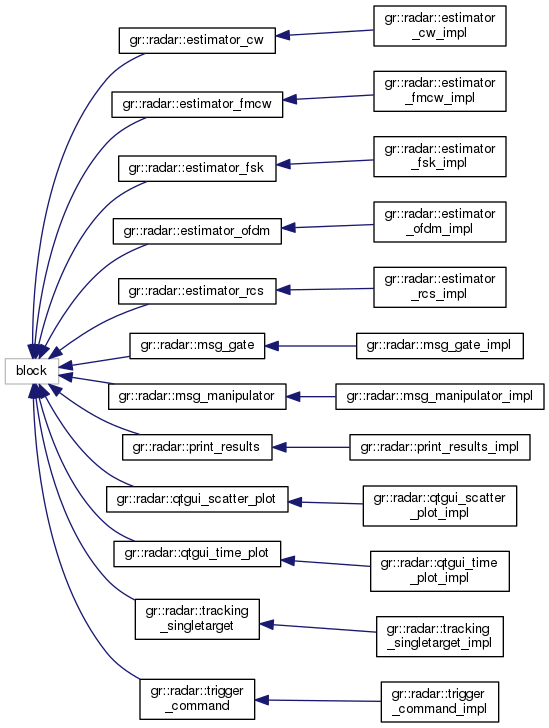 gr::radar::estimator_cw
gr::radar::estimator
_cw_impl
gr::radar::estimator_fmcw
gr::radar::estimator
_fmcw_impl
gr::radar::estimator_fsk
gr::radar::estimator
_fsk_impl
gr::radar::estimator_ofdm
gr::radar::estimator
_ofdm_impl
gr::radar::estimator_rcs
gr::radar::estimator
_rcs_impl
gr::radar::msg_gate
gr::radar::msg_gate_impl
block
gr::radar::msg_manipulator
gr::radar::msg_manipulator_impl
gr::radar::print_results
gr::radar::print_results_impl
gr::radar::qtgui_scatter_plot
gr::radar::qtgui_scatter
_plot_impl
gr::radar::qtgui_time_plot
gr::radar::qtgui_time
_plot_impl
gr::radar::tracking
_singletarget
gr::radar::tracking
_singletarget_impl
gr::radar::trigger
_command
gr::radar::trigger
_command_impl